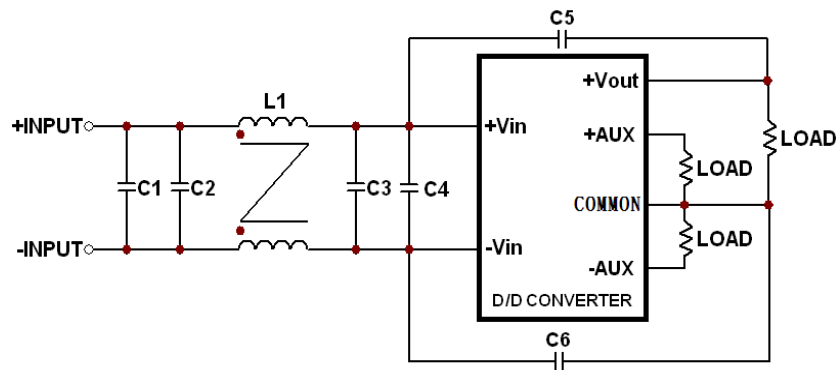 C5
+Vout
L1
+INPUT
+Vin
+AUX
LOAD
LOAD
C1
C2
C3
C4
COMMON
-INPUT
-Vin
LOAD
-AUX
D/D CONVERTER
C6